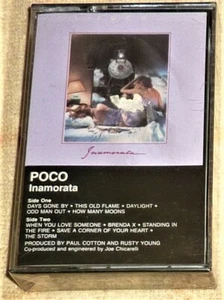 Inamorata
POCO
Inamorata
Side One
DAYS GONE BY • THIS OLD FLAME • DAYLIGHT •
ODD MAN OUT • HOW MANY MOONS
Side Two
WHEN YOU LOVE SOMEONE • BRENDA X • STANDING IN
THE FIRE • SAVE A CORNER OF YOUR HEART •
THE STORM
PRODUCED BY PAUL COTTON AND RUSTY YOUNG
Co-produced and engineered by Joe Chiccarelli